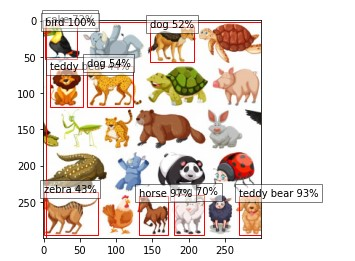 bird 100%
dog 52%
teddy bear
dog 54%
zebra 43%
horse 97%
70%
teddy bear 93%
0
50
100
150
200
250
0 50 100 150 200 250